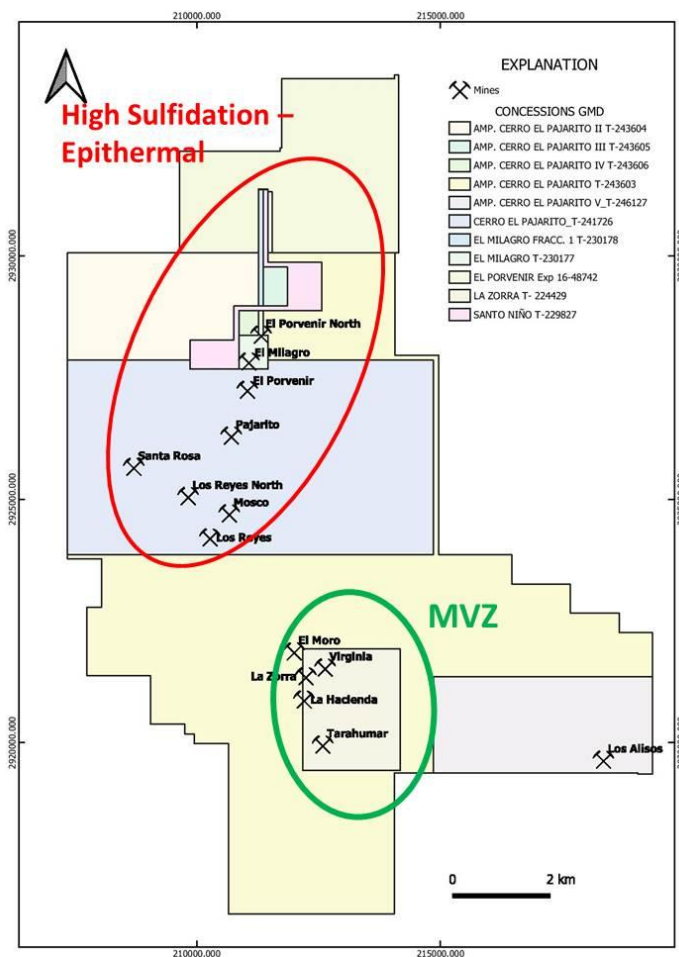 210000.000
215000.000
EXPLANATION
Mines
CONCESSIONS GMD
AMP. CERRO EL PAJARITO II T-243604
AMP. CERRO EL PAJARITO III T-243605
AMP. CERRO EL PAJARITO IV T-243606
AMP. CERRO EL PAJARITO T-243603
AMP. CERRO EL PAJARITO V_T-246127
CERRO EL PAJARITO_T-241726
EL MILAGRO FRACC. 1 T-230178
EL MILAGRO T-230177
EL PORVENIR Exp 16-48742
LA ZORRA T- 224429
SANTO NIÑO T-229827
High Sulfidation –
Epithermal
2930000.000
El Porvenir North
El Milagro
El Porvenir
Pajarito
Santa Rosa
Los Reyes North
Mosco
2925000.000
Los Reyes
MVZ
El Moro
Virginia
La Zorra
La Hacienda
Tarahumar
2920000.000
Los Alisos
0
2 km
210000.000
215000.000